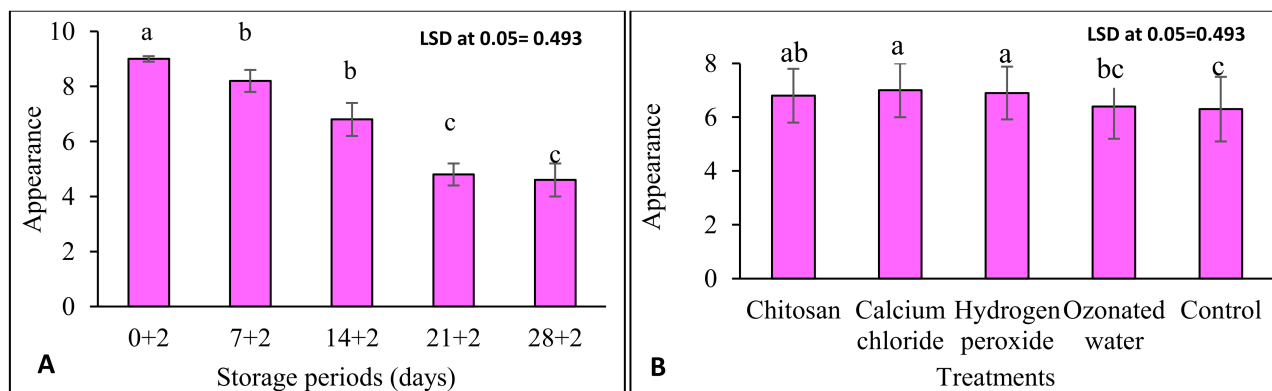 LSD at 0.05= 0.493
a b b c c
Appearance
10
8
6
4
2
0
0+2 7+2 14+2 21+2 28+2
A
Storage periods (days)
LSD at 0.05=0.493
ab a a bc c
Appearance
8
6
4
2
0
Chitosan Calcium Hydrogen Ozonated Control
chloride peroxide water
B
Treatments